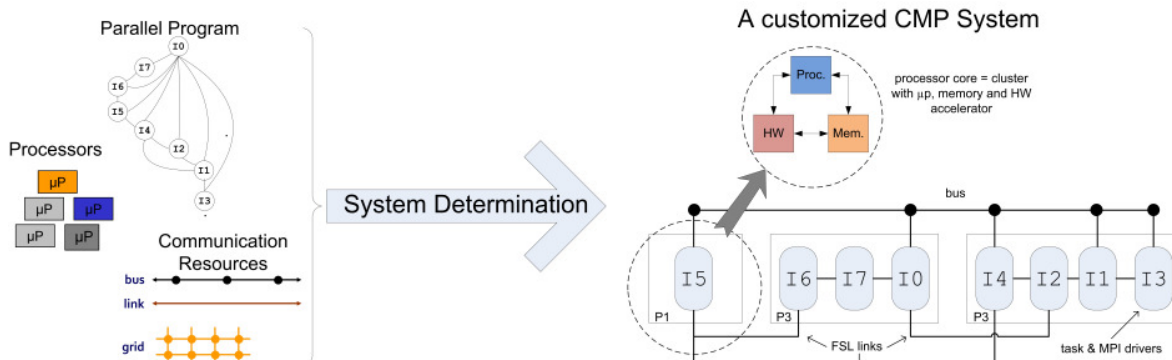 Parallel Program
I0
I7
I6
I5
I4
I2
I1
I3
Processors
µP
µP
µP
µP
µP
Communication
Resources
bus
link
grid
System Determination
A customized CMP System
Proc.
HW
Mem.
processor core = cluster
with µp, memory and HW
accelerator
bus
I5
I6
I7
I0
I4
I2
I1
I3
P1
P3
P3
FSL links
task & MPI drivers